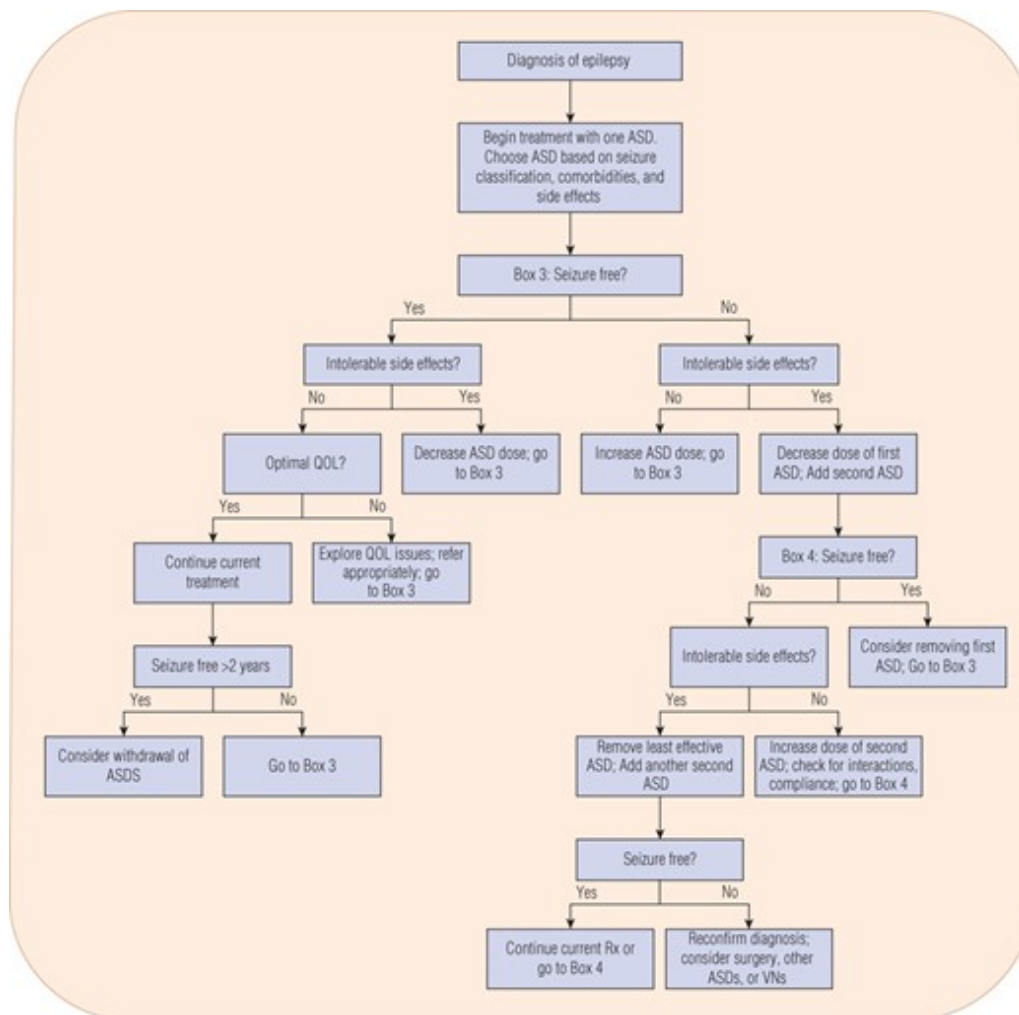 Diagnosis of epilepsy
Begin treatment with one ASD.
Choose ASD based on seizure
classification, comorbidities, and
side effects
Box 3: Seizure free?
Yes
No
Intolerable side effects?
Intolerable side effects?
No
Yes
No
Yes
Optimal QOL?
Decrease ASD dose; go
to Box 3
Increase ASD dose; go
to Box 3
Decrease dose of first
ASD; Add second ASD
Yes
No
Continue current
treatment
Explore QOL issues; refer
appropriately; go
to Box 3
Box 4: Seizure free?
No
Yes
Seizure free >2 years
Intolerable side effects?
Consider removing first
ASD; Go to Box 3
Yes
No
Yes
No
Consider withdrawal of
ASDS
Go to Box 3
Remove least effective
ASD; Add another second
ASD
Increase dose of second
ASD; check for interactions,
compliance; go to Box 4
Seizure free?
Yes
No
Continue current Rx or
go to Box 4
Reconfirm diagnosis;
consider surgery, other
ASDs, or VNs